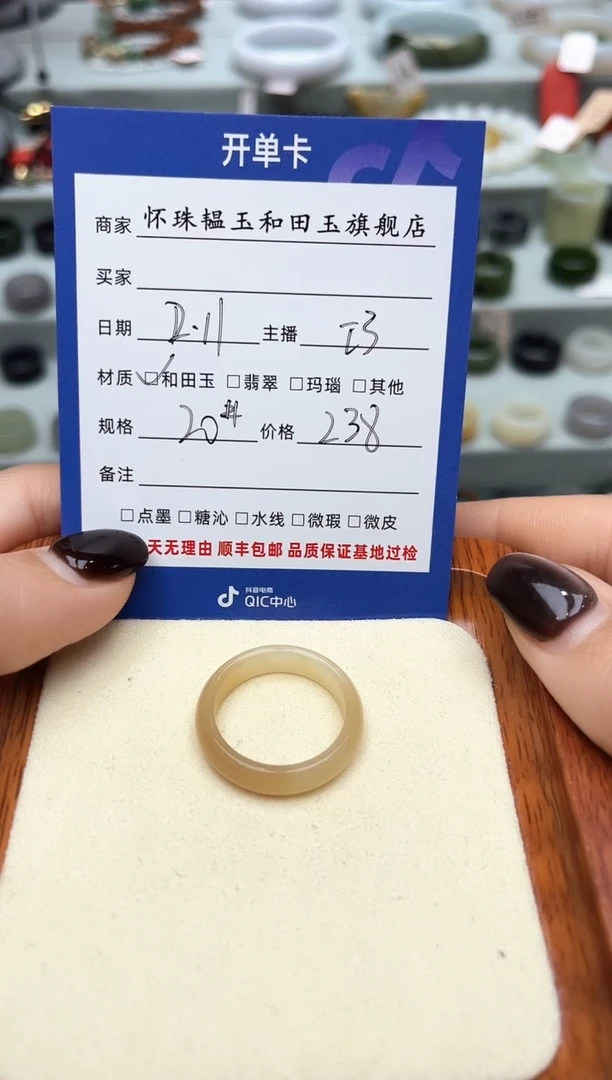 开单卡
商家 怀珠韫玉和田玉旗舰店
买家
日期 2.11 主播
材质 ☑和田玉 □翡翠 □玛瑙 □其他
规格 20# 价格 238
备注
□点墨 □糖沁 □水线 □微瑕 □微皮
天无理由 顺丰包邮 品质保证基地过检
抖音电商
QIC中心